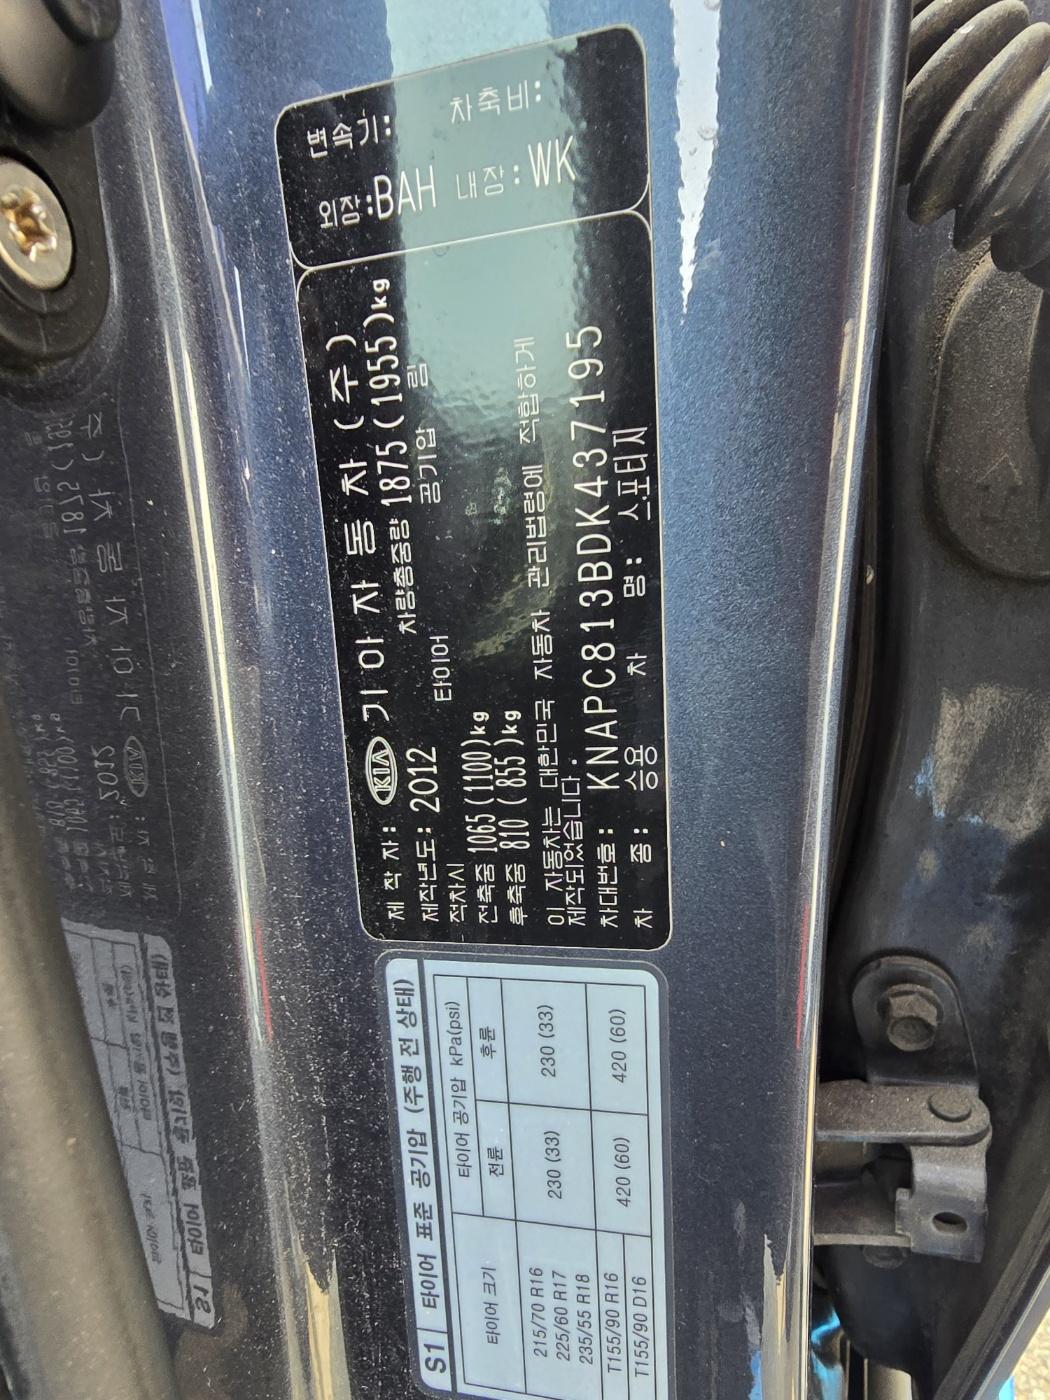 제 작 자: KIA 기 아 자 동 차 (주)
제작년도: 2012 차량총중량 1875(1955)kg
적차시 타이어 공기압 림
전축중 1065(1100)kg
후축중 810( 855)kg
이 자동차는 대한민국 자동차 관리법령에 적합하게
제작되었습니다.
차대번호: KNAPC813BDK437195
차 종: 승용 차 명: 스포티지
변속기: 차축비:
외장:BAH 내장:WK
S1 타이어 표준 공기압 (주행 전 상태)
타이어 크기 타이어 공기압 kPa(psi)
전륜 후륜
215/70 R16
225/60 R17 230 (33) 230 (33)
235/55 R18
T155/90 R16 420 (60) 420 (60)
T155/90 D16